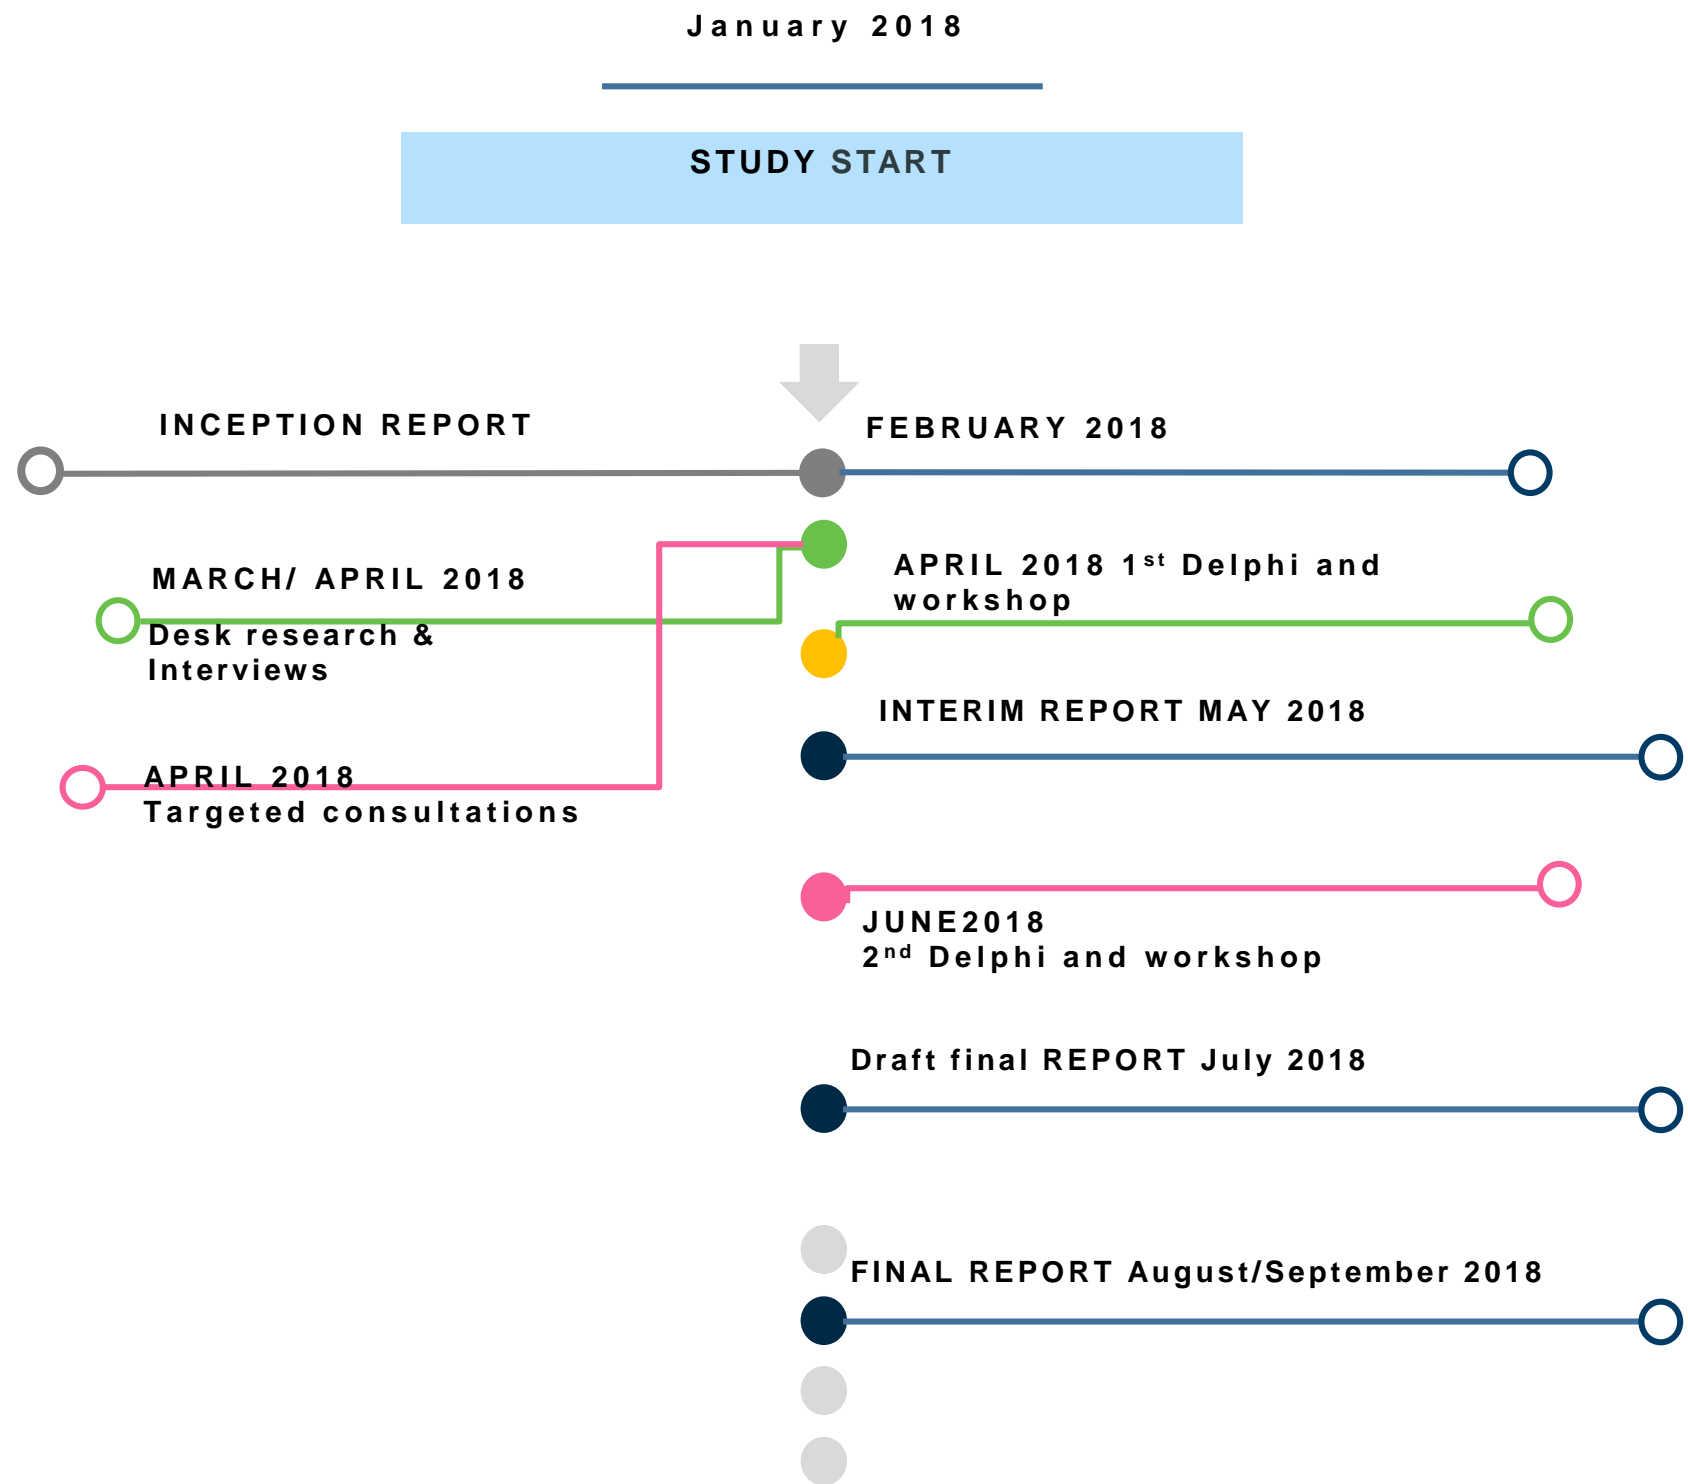 January 2018
STUDY START
INCEPTION REPORT
FEBRUARY 2018
MARCH/ APRIL 2018
Desk research &
Interviews
APRIL 2018 1st Delphi and
workshop
INTERIM REPORT MAY 2018
APRIL 2018
Targeted consultations
JUNE2018
2nd Delphi and workshop
Draft final REPORT July 2018
FINAL REPORT August/September 2018